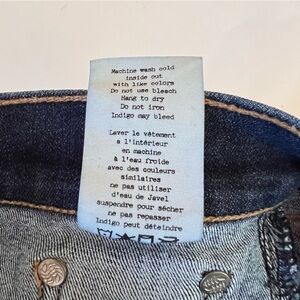 Machine wash cold
inside out
with like colors
Do not use bleach
Hang to dry
Do not iron
Indigo may bleed
Laver le vêtement
a l'intérieur
en machine
à l'eau froide
avec des couleurs
similaires
ne pas utiliser
d'eau de Javel
suspendre pour sécher
ne pas repasser
Indigo peut déteindre